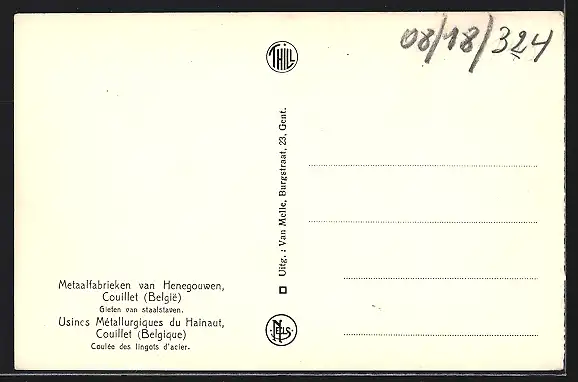 08/18/324
THILL
Uitg. : Van Melle, Burgstraat, 23, Gent.
Metaalfabrieken van Henegouwen,
Couillet (België)
Gieten van staalstaven.
Usines Métallurgiques du Hainaut,
Couillet (Belgique)
Coulée des lingots d'acier.
NELS